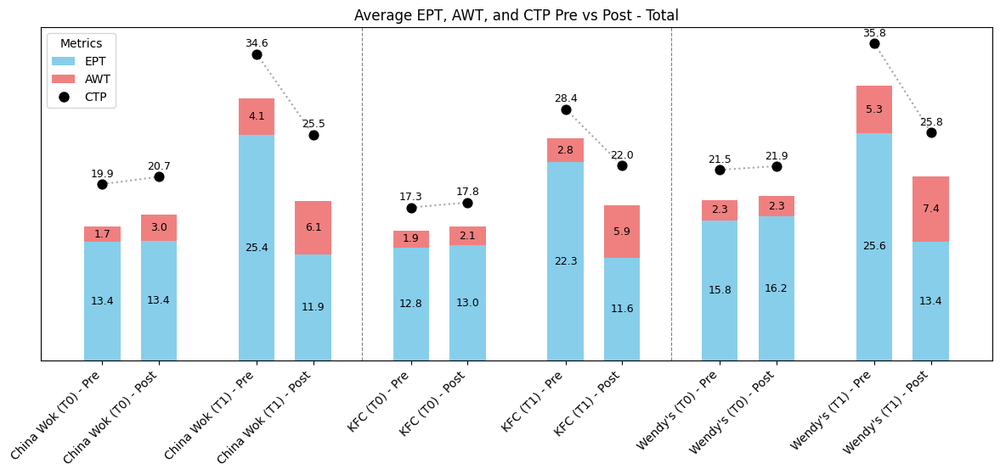 Average EPT, AWT, and CTP Pre vs Post - Total
Metrics
EPT
AWT
CTP
19.9
20.7
34.6
25.5
17.3
17.8
28.4
22.0
21.5
21.9
35.8
25.8
1.7
3.0
4.1
6.1
1.9
2.1
2.8
5.9
2.3
2.3
5.3
7.4
13.4
13.4
25.4
11.9
12.8
13.0
22.3
11.6
15.8
16.2
25.6
13.4
China Wok (T0) - Pre
China Wok (T0) - Post
China Wok (T1) - Pre
China Wok (T1) - Post
KFC (T0) - Pre
KFC (T0) - Post
KFC (T1) - Pre
KFC (T1) - Post
Wendy's (T0) - Pre
Wendy's (T0) - Post
Wendy's (T1) - Pre
Wendy's (T1) - Post